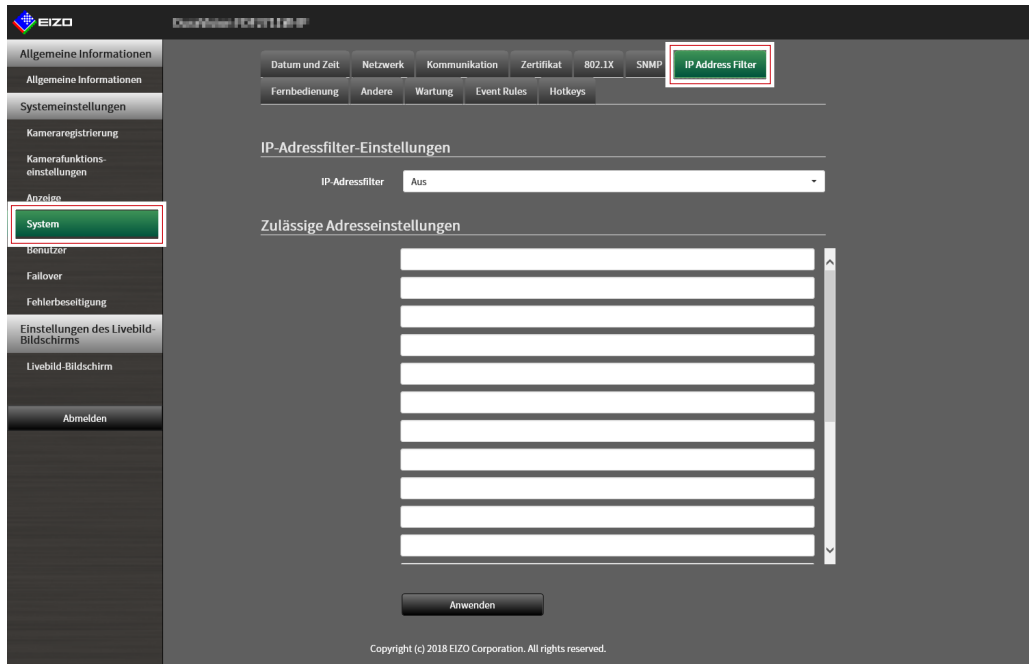 EIZO
Allgemeine Informationen
Allgemeine Informationen
Systemeinstellungen
Kameraregistrierung
Kamerafunktions-
einstellungen
Anzeige
System
Benutzer
Failover
Fehlerbeseitigung
Einstellungen des Livebild-
Bildschirms
Livebild-Bildschirm
Abmelden
Datum und Zeit Netzwerk Kommunikation Zertifikat 802.1X SNMP IP Address Filter
Fernbedienung Andere Wartung Event Rules Hotkeys
IP-Adressfilter-Einstellungen
IP-Adressfilter Aus
Zulässige Adresseinstellungen
Anwenden
Copyright (c) 2018 EIZO Corporation. All rights reserved.